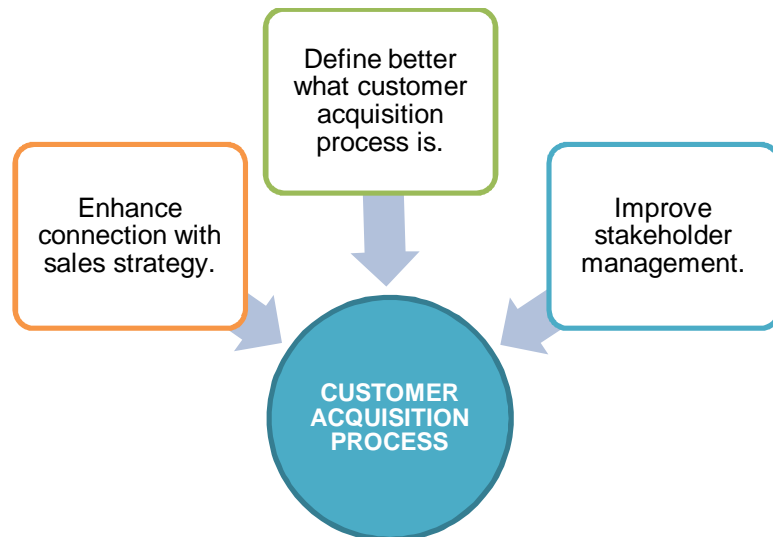 Define better
what customer
acquisition
process is.
Enhance
connection with
sales strategy.
Improve
stakeholder
management.
CUSTOMER
ACQUISITION
PROCESS